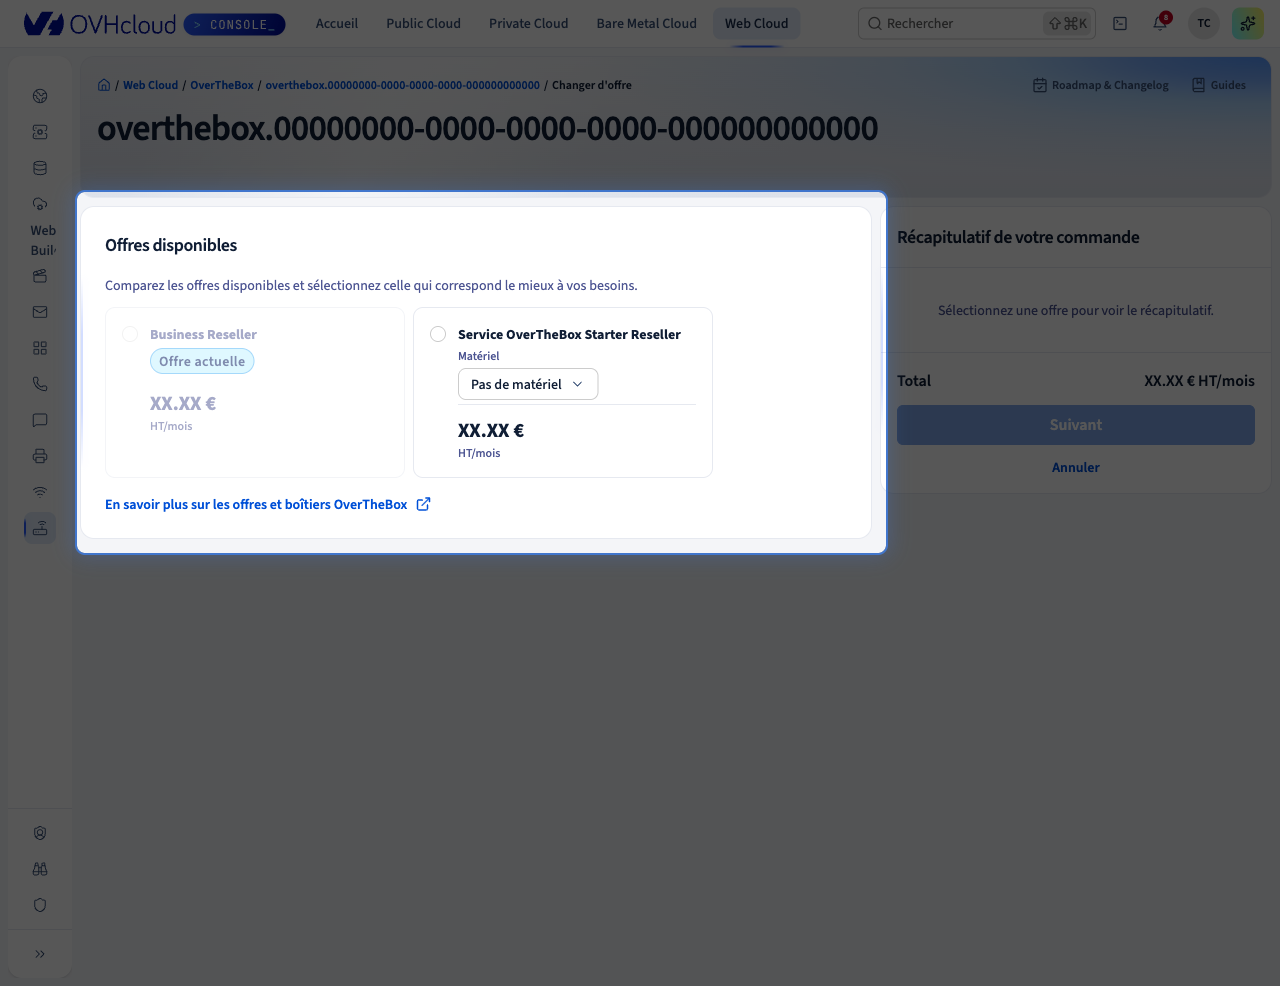 OVHcloud
> CONSOLE_
Accueil
Public Cloud
Private Cloud
Bare Metal Cloud
Web Cloud
Rechercher
⇧⌘K
8
TC
/ Web Cloud / OverTheBox / overthebox.00000000-0000-0000-0000-000000000000 / Changer d'offre
Roadmap & Changelog
Guides
overthebox.00000000-0000-0000-0000-000000000000
Web
Offres disponibles
Comparez les offres disponibles et sélectionnez celle qui correspond le mieux à vos besoins.
Business Reseller
Offre actuelle
XX.XX €
HT/mois
Service OverTheBox Starter Reseller
Matériel
Pas de matériel
XX.XX €
HT/mois
En savoir plus sur les offres et boîtiers OverTheBox
Récapitulatif de votre commande
Sélectionnez une offre pour voir le récapitulatif.
Total
XX.XX € HT/mois
Suivant
Annuler